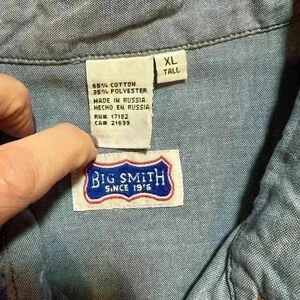 XL
TALL
65% COTTON
35% POLYESTER
MADE IN RUSSIA
HECHO EN RUSSIA
RN# 17182
CA# 21699
BIG SMITH
SINCE 1916